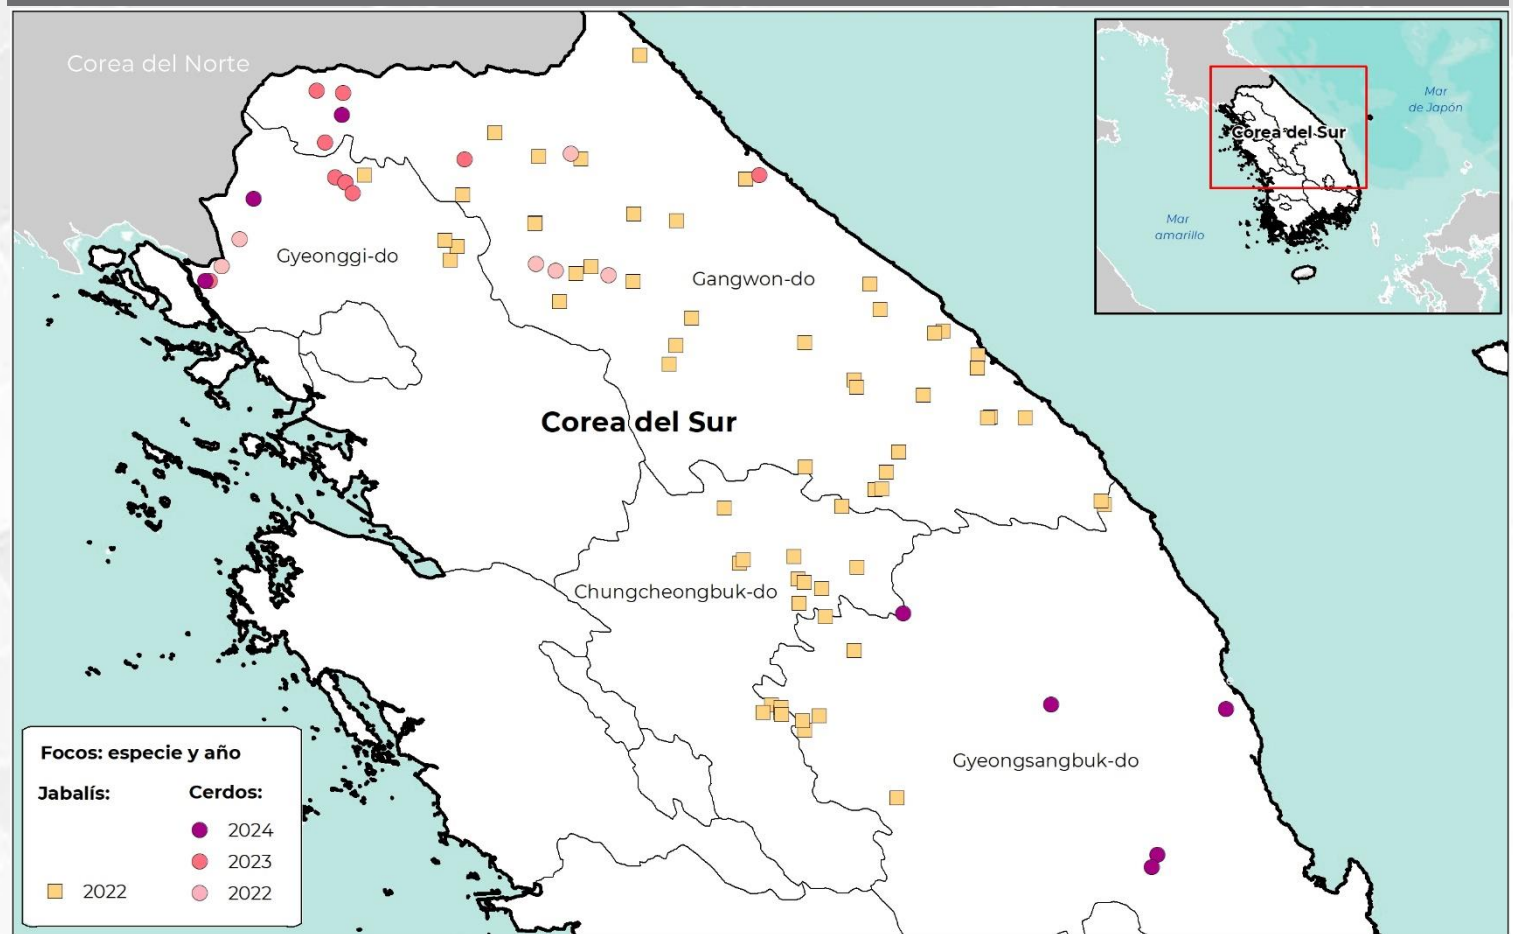 Corea del Norte
Mar
de Japón
Corea del Sur
Mar
amarillo
Gyeonggi-do
Gangwon-do
Corea del Sur
Chungcheongbuk-do
Gyeongsangbuk-do
Focos: especie y año
Jabalís:
Cerdos:
2024
2023
2022
2022